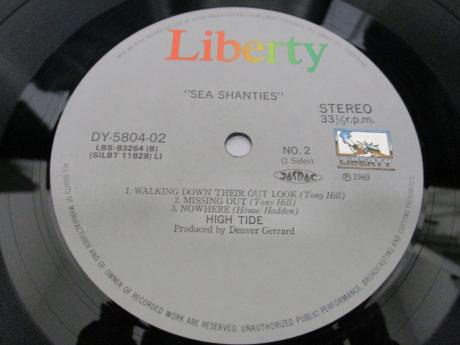 Liberty
"SEA SHANTIES"
STEREO
33⅓ r.p.m.
DY-5804-02
LBS-83264 (B)
(SILBT 11828) LI
NO. 2
(2 Sides)
JASRAC
LIBERTY
Ⓟ 1969
1. WALKING DOWN THEIR OUT LOOK (Tony Hill)
2. MISSING OUT (Tony Hill)
3. NOWHERE (House/Hadden)
HIGH TIDE
Produced by Denver Gerrard
ALL RIGHTS OF MANUFACTURER AND OF OWNER OF RECORDED WORK ARE RESERVED. UNAUTHORIZED PUBLIC PERFORMANCE, BROADCASTING AND COPYING PROHIBITED.